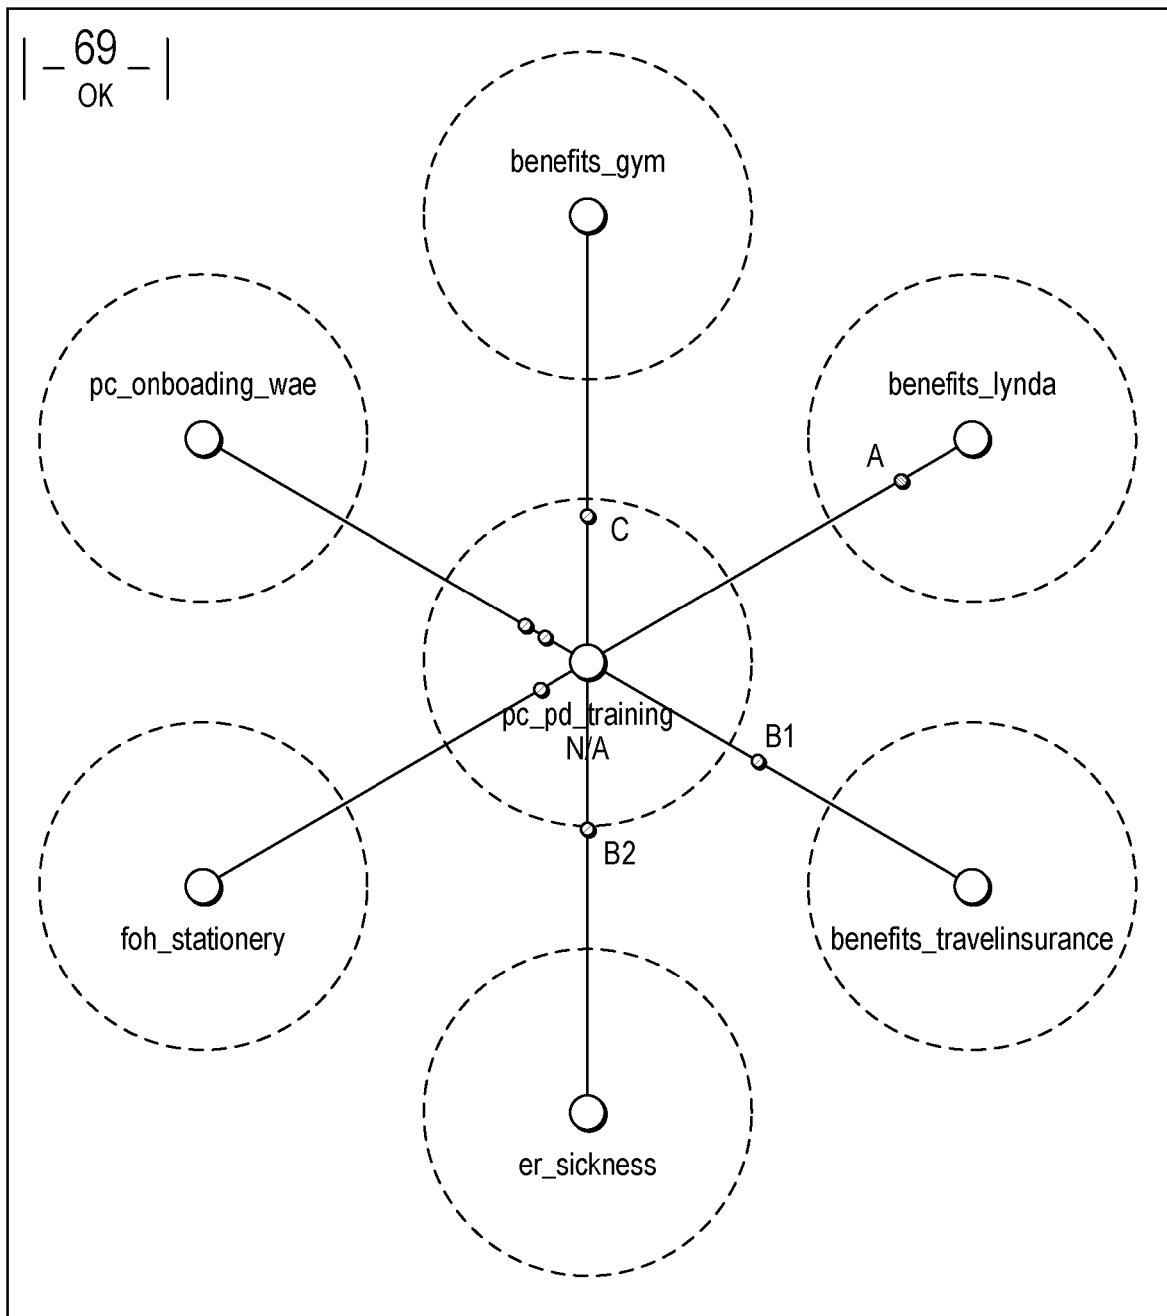 |– 69 –|
OK
benefits_gym
pc_onboading_wae
benefits_lynda
A
C
pc_pd_training
N/A
B1
B2
foh_stationery
benefits_travelinsurance
er_sickness